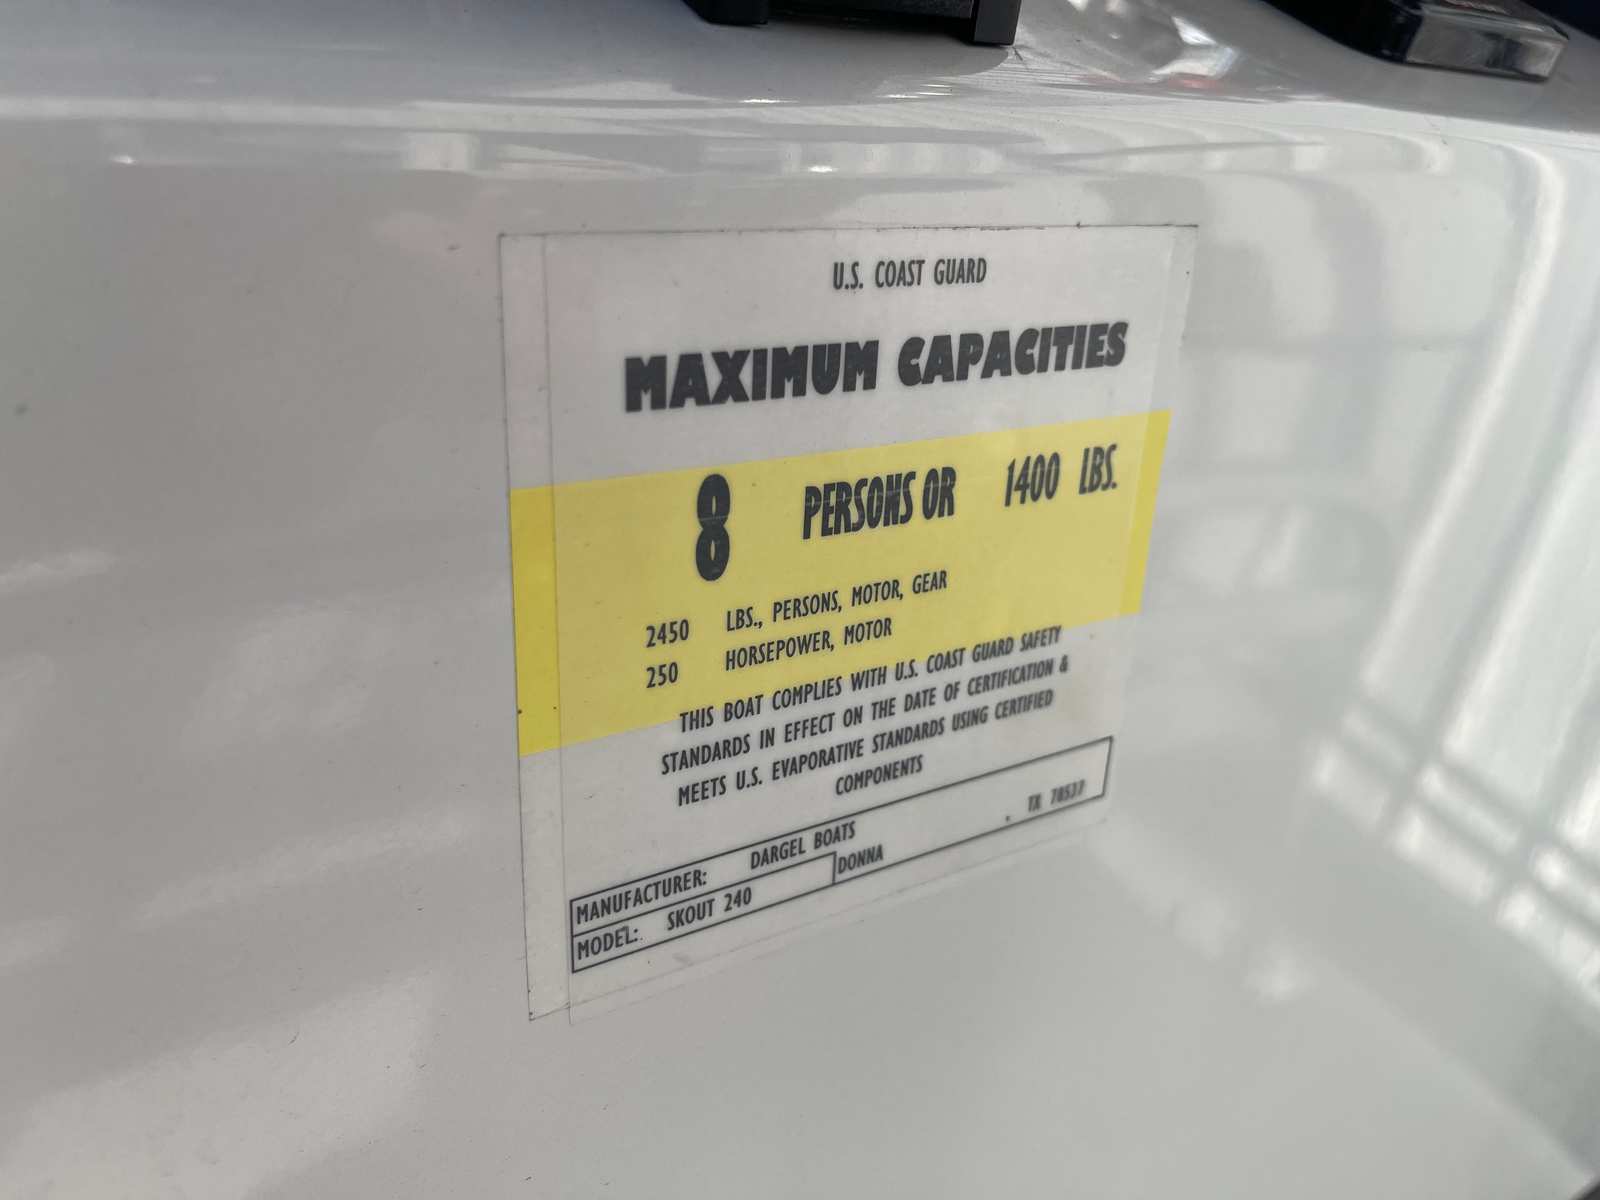 U.S. COAST GUARD
MAXIMUM CAPACITIES
8 PERSONS OR 1400 LBS.
2450 LBS., PERSONS, MOTOR, GEAR
250 HORSEPOWER, MOTOR
THIS BOAT COMPLIES WITH U.S. COAST GUARD SAFETY
STANDARDS IN EFFECT ON THE DATE OF CERTIFICATION &
MEETS U.S. EVAPORATIVE STANDARDS USING CERTIFIED
COMPONENTS
MANUFACTURER: DARGEL BOATS
DONNA , TX 78537
MODEL: SKOUT 240